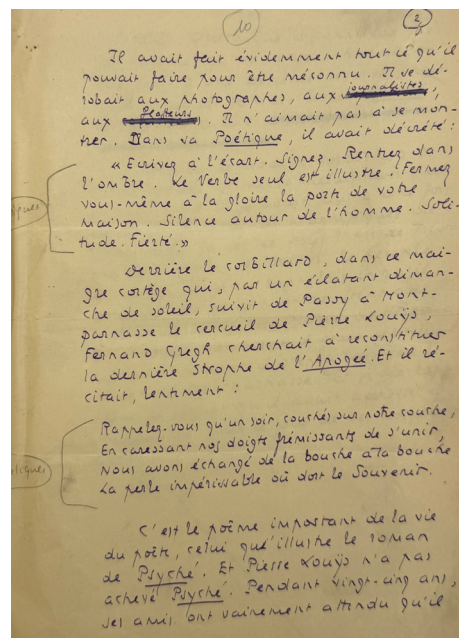 10
2
Il avait fait évidemment tout ce qu'il
pouvait faire pour être méconnu. Il se dé-
robait aux photographes, aux journalistes,
aux flatteurs. Il n'aimait pas à se mon-
trer. Dans sa Poétique, il avait décrété :
« Ecrivez à l'écart. Signez. Rentrez dans
l'ombre. Le Verbe seul est illustre. Fermez
vous-même à la gloire la porte de votre
maison. Silence autour de l'homme. Soli-
tude. Fierté. »
Derrière le corbillard, dans ce mai-
gre cortège qui, par un éclatant diman-
che de soleil, suivit de Passy à Mont-
parnasse le cercueil de Pierre Louÿs,
Fernand Gregh cherchait à reconstituer
la dernière strophe de l'Apogée. Et il ré-
citait, lentement :
Rappelez-vous qu'un soir, couchés sur notre couche,
En caressant nos doigts frémissants de s'unir,
Nous avons échangé de la bouche à la bouche
La perle impérissable où dort le Souvenir.
C'est le poème important de la vie
du poète, celui qu'illustre le roman
de Psyché. Et Pierre Louÿs n'a pas
achevé Psyché. Pendant vingt-cinq ans,
ses amis ont vainement attendu qu'il